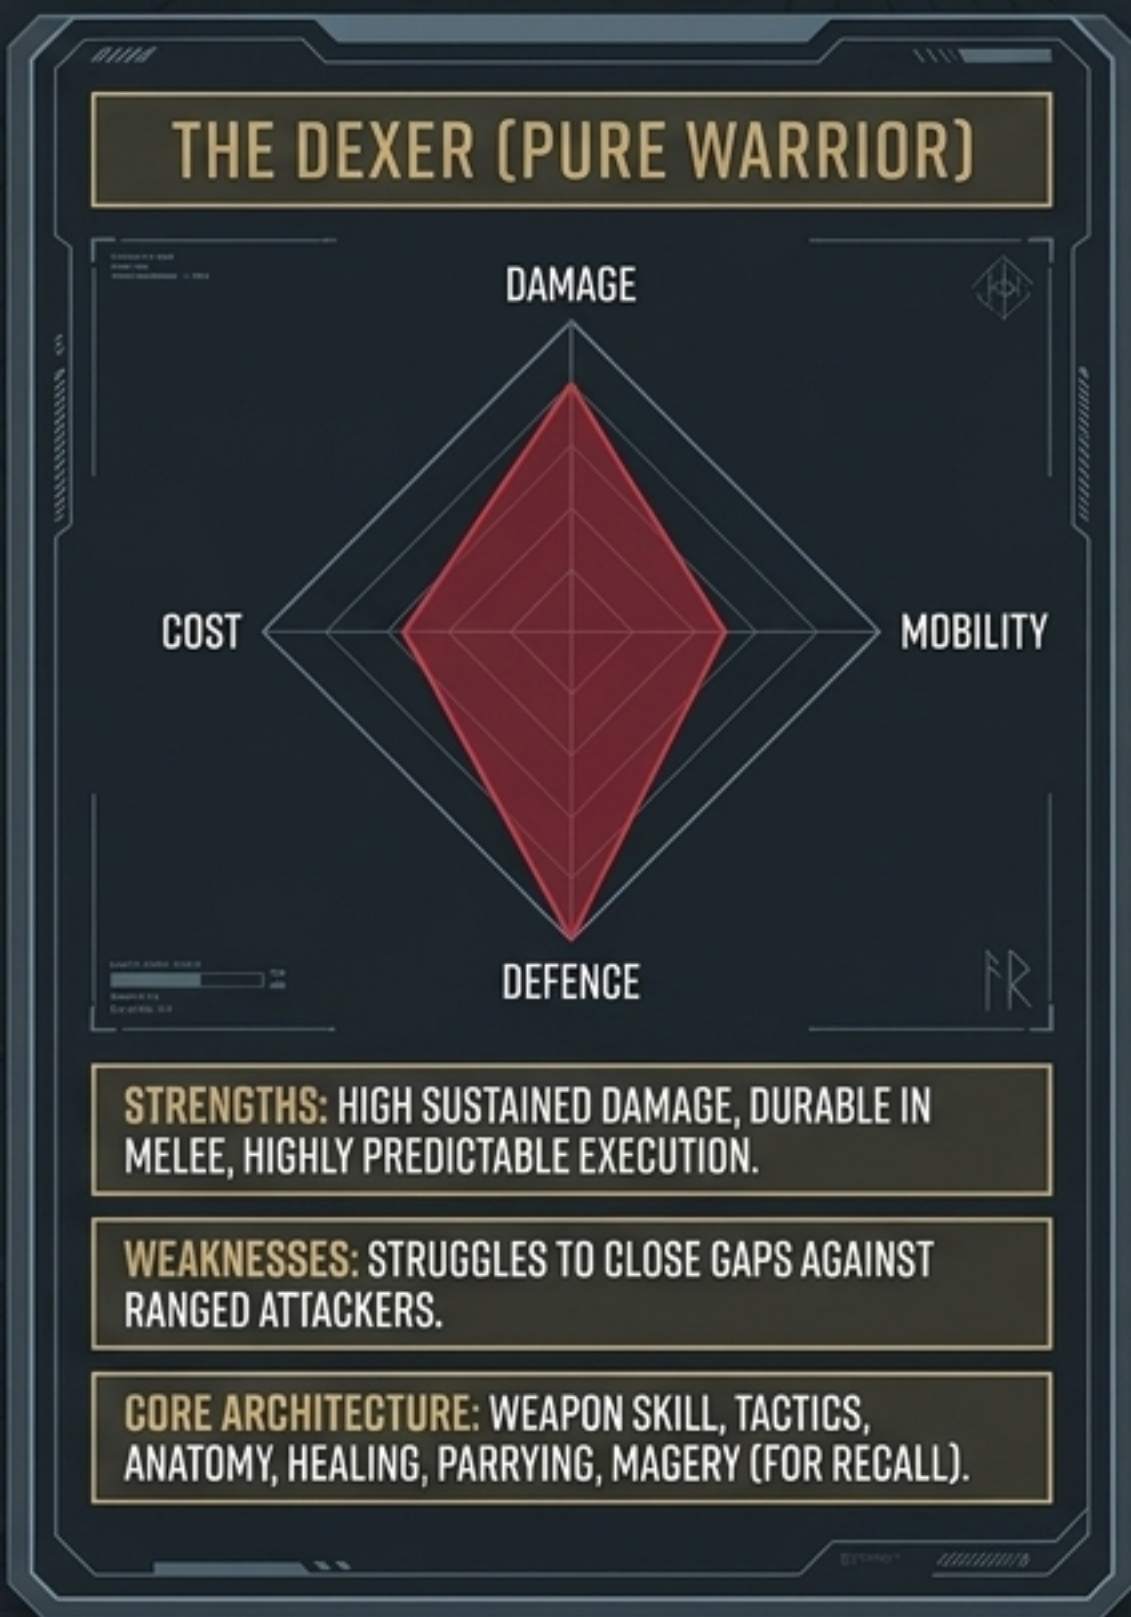 THE DEXER (PURE WARRIOR)
DAMAGE
COST
MOBILITY
DEFENCE
STRENGTHS: HIGH SUSTAINED DAMAGE, DURABLE IN
MELEE, HIGHLY PREDICTABLE EXECUTION.
WEAKNESSES: STRUGGLES TO CLOSE GAPS AGAINST
RANGED ATTACKERS.
CORE ARCHITECTURE: WEAPON SKILL, TACTICS,
ANATOMY, HEALING, PARRYING, MAGERY (FOR RECALL).